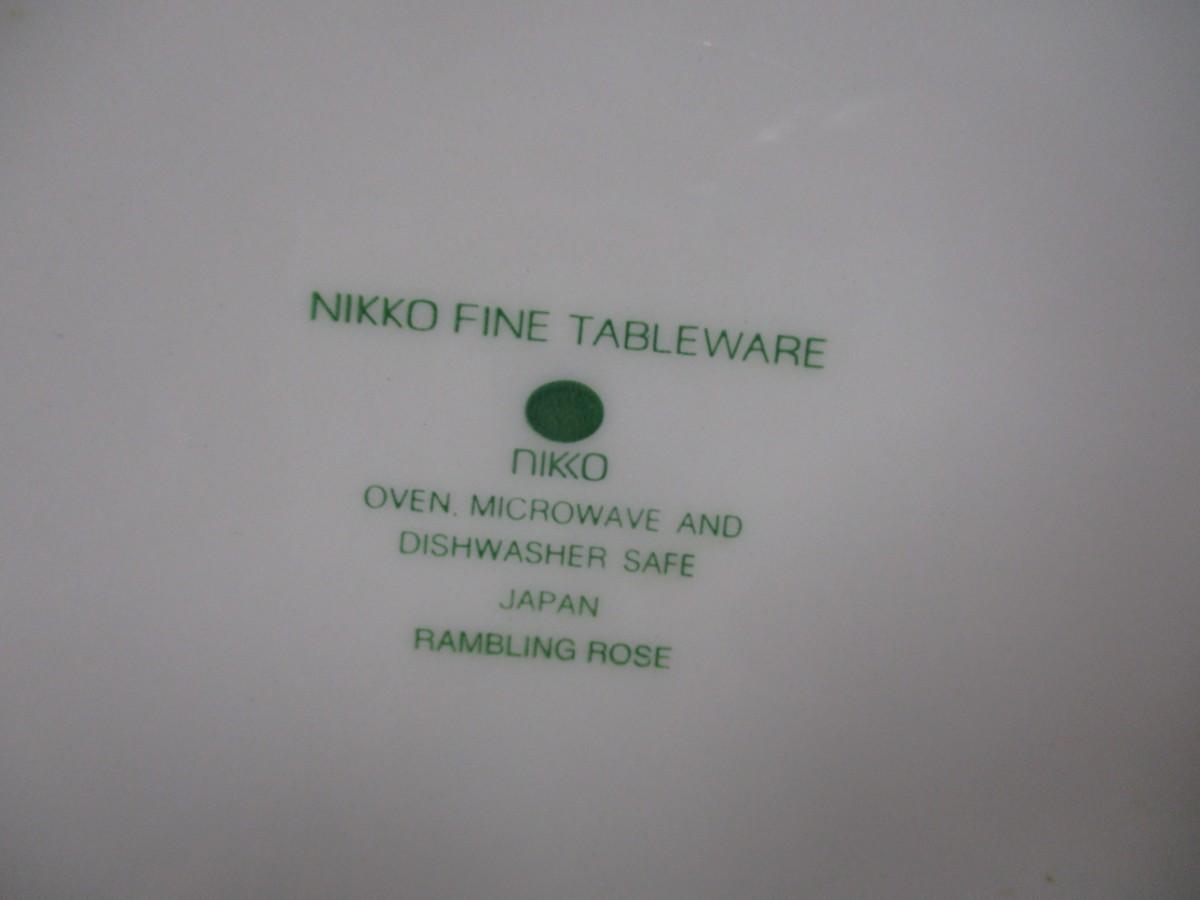 NIKKO FINE TABLEWARE
nikko
OVEN. MICROWAVE AND
DISHWASHER SAFE
JAPAN
RAMBLING ROSE